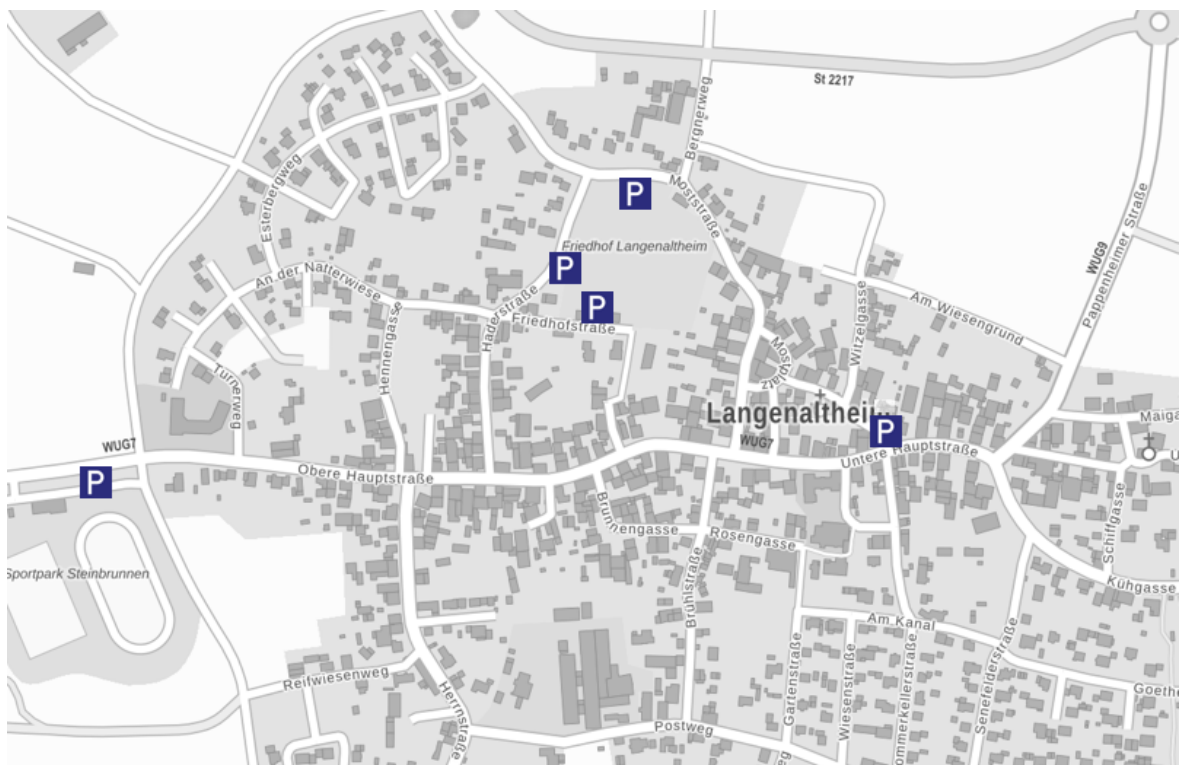 St 2217
Bergnerweg
P
Moststraße
Esterbergweg
Friedhof Langenaltheim
WUG9
Pappenheimer Straße
P
An der Natterwiese
P
Haderstraße
Friedhofstraße
Hennengasse
Am Wiesengrund
Witzelgasse
Mostplatz
Turnerweg
Langenaltheim
P
Maiga
WUG7
WUG7
Untere Hauptstraße
U
P
Obere Hauptstraße
Brunnengasse
Rosengasse
Schiffgasse
Sportpark Steinbrunnen
Kühgasse
Brühlstraße
Am Kanal
Reifwiesenweg
Herrnstraße
Gartenstraße
Wiesenstraße
ommerkellerstraße
Senefelderstraße
Goethe
Postweg
eg